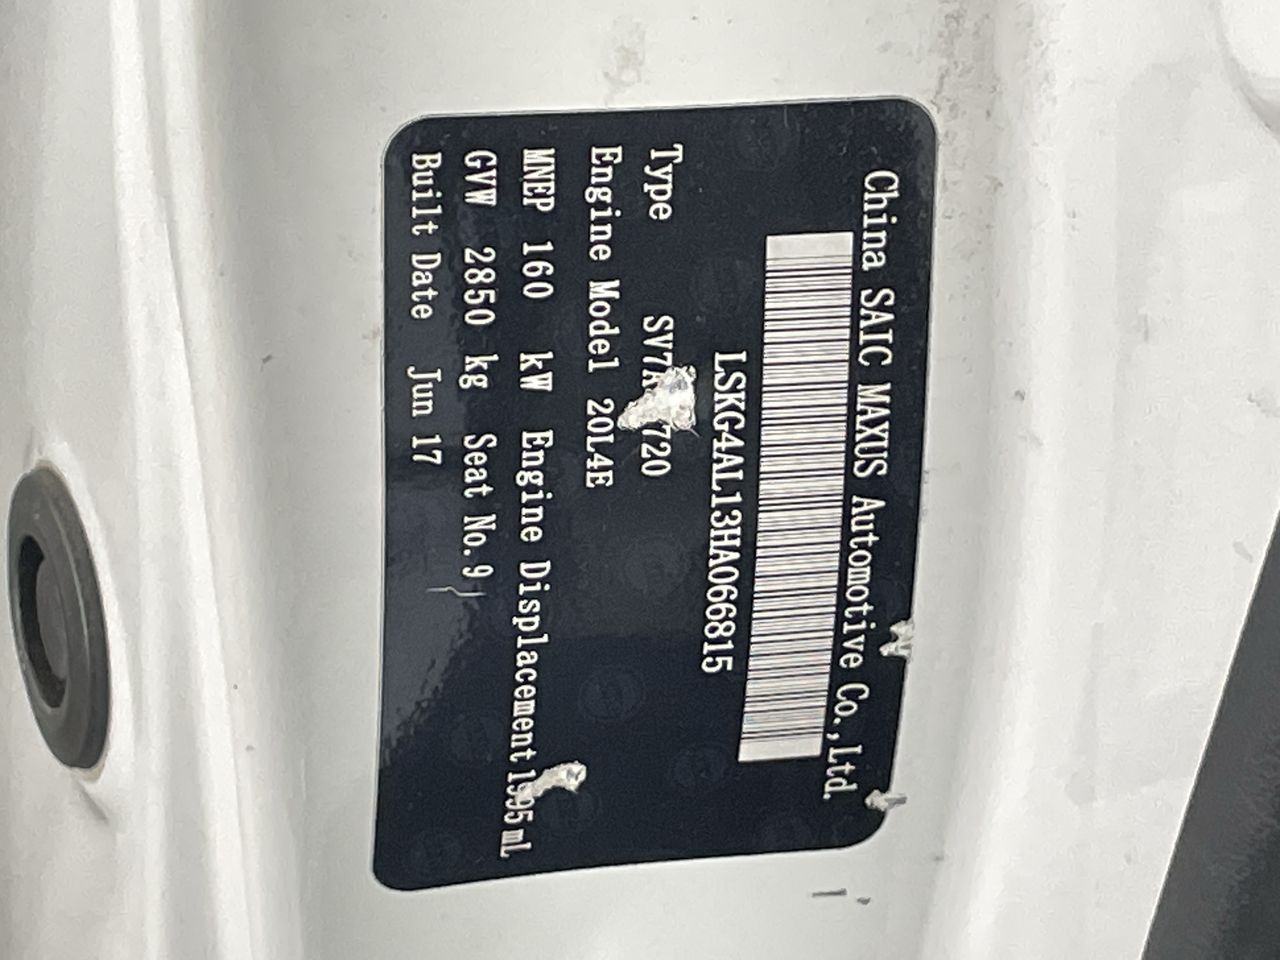 China SAIC MAXUS Automotive Co.,Ltd.
LSKG4AL13HA066815
Type
Engine Model 20L4E
MNEP 160 kW Engine Displacement mL
GVW 2850 kg Seat No.9
Built Date Jun 17